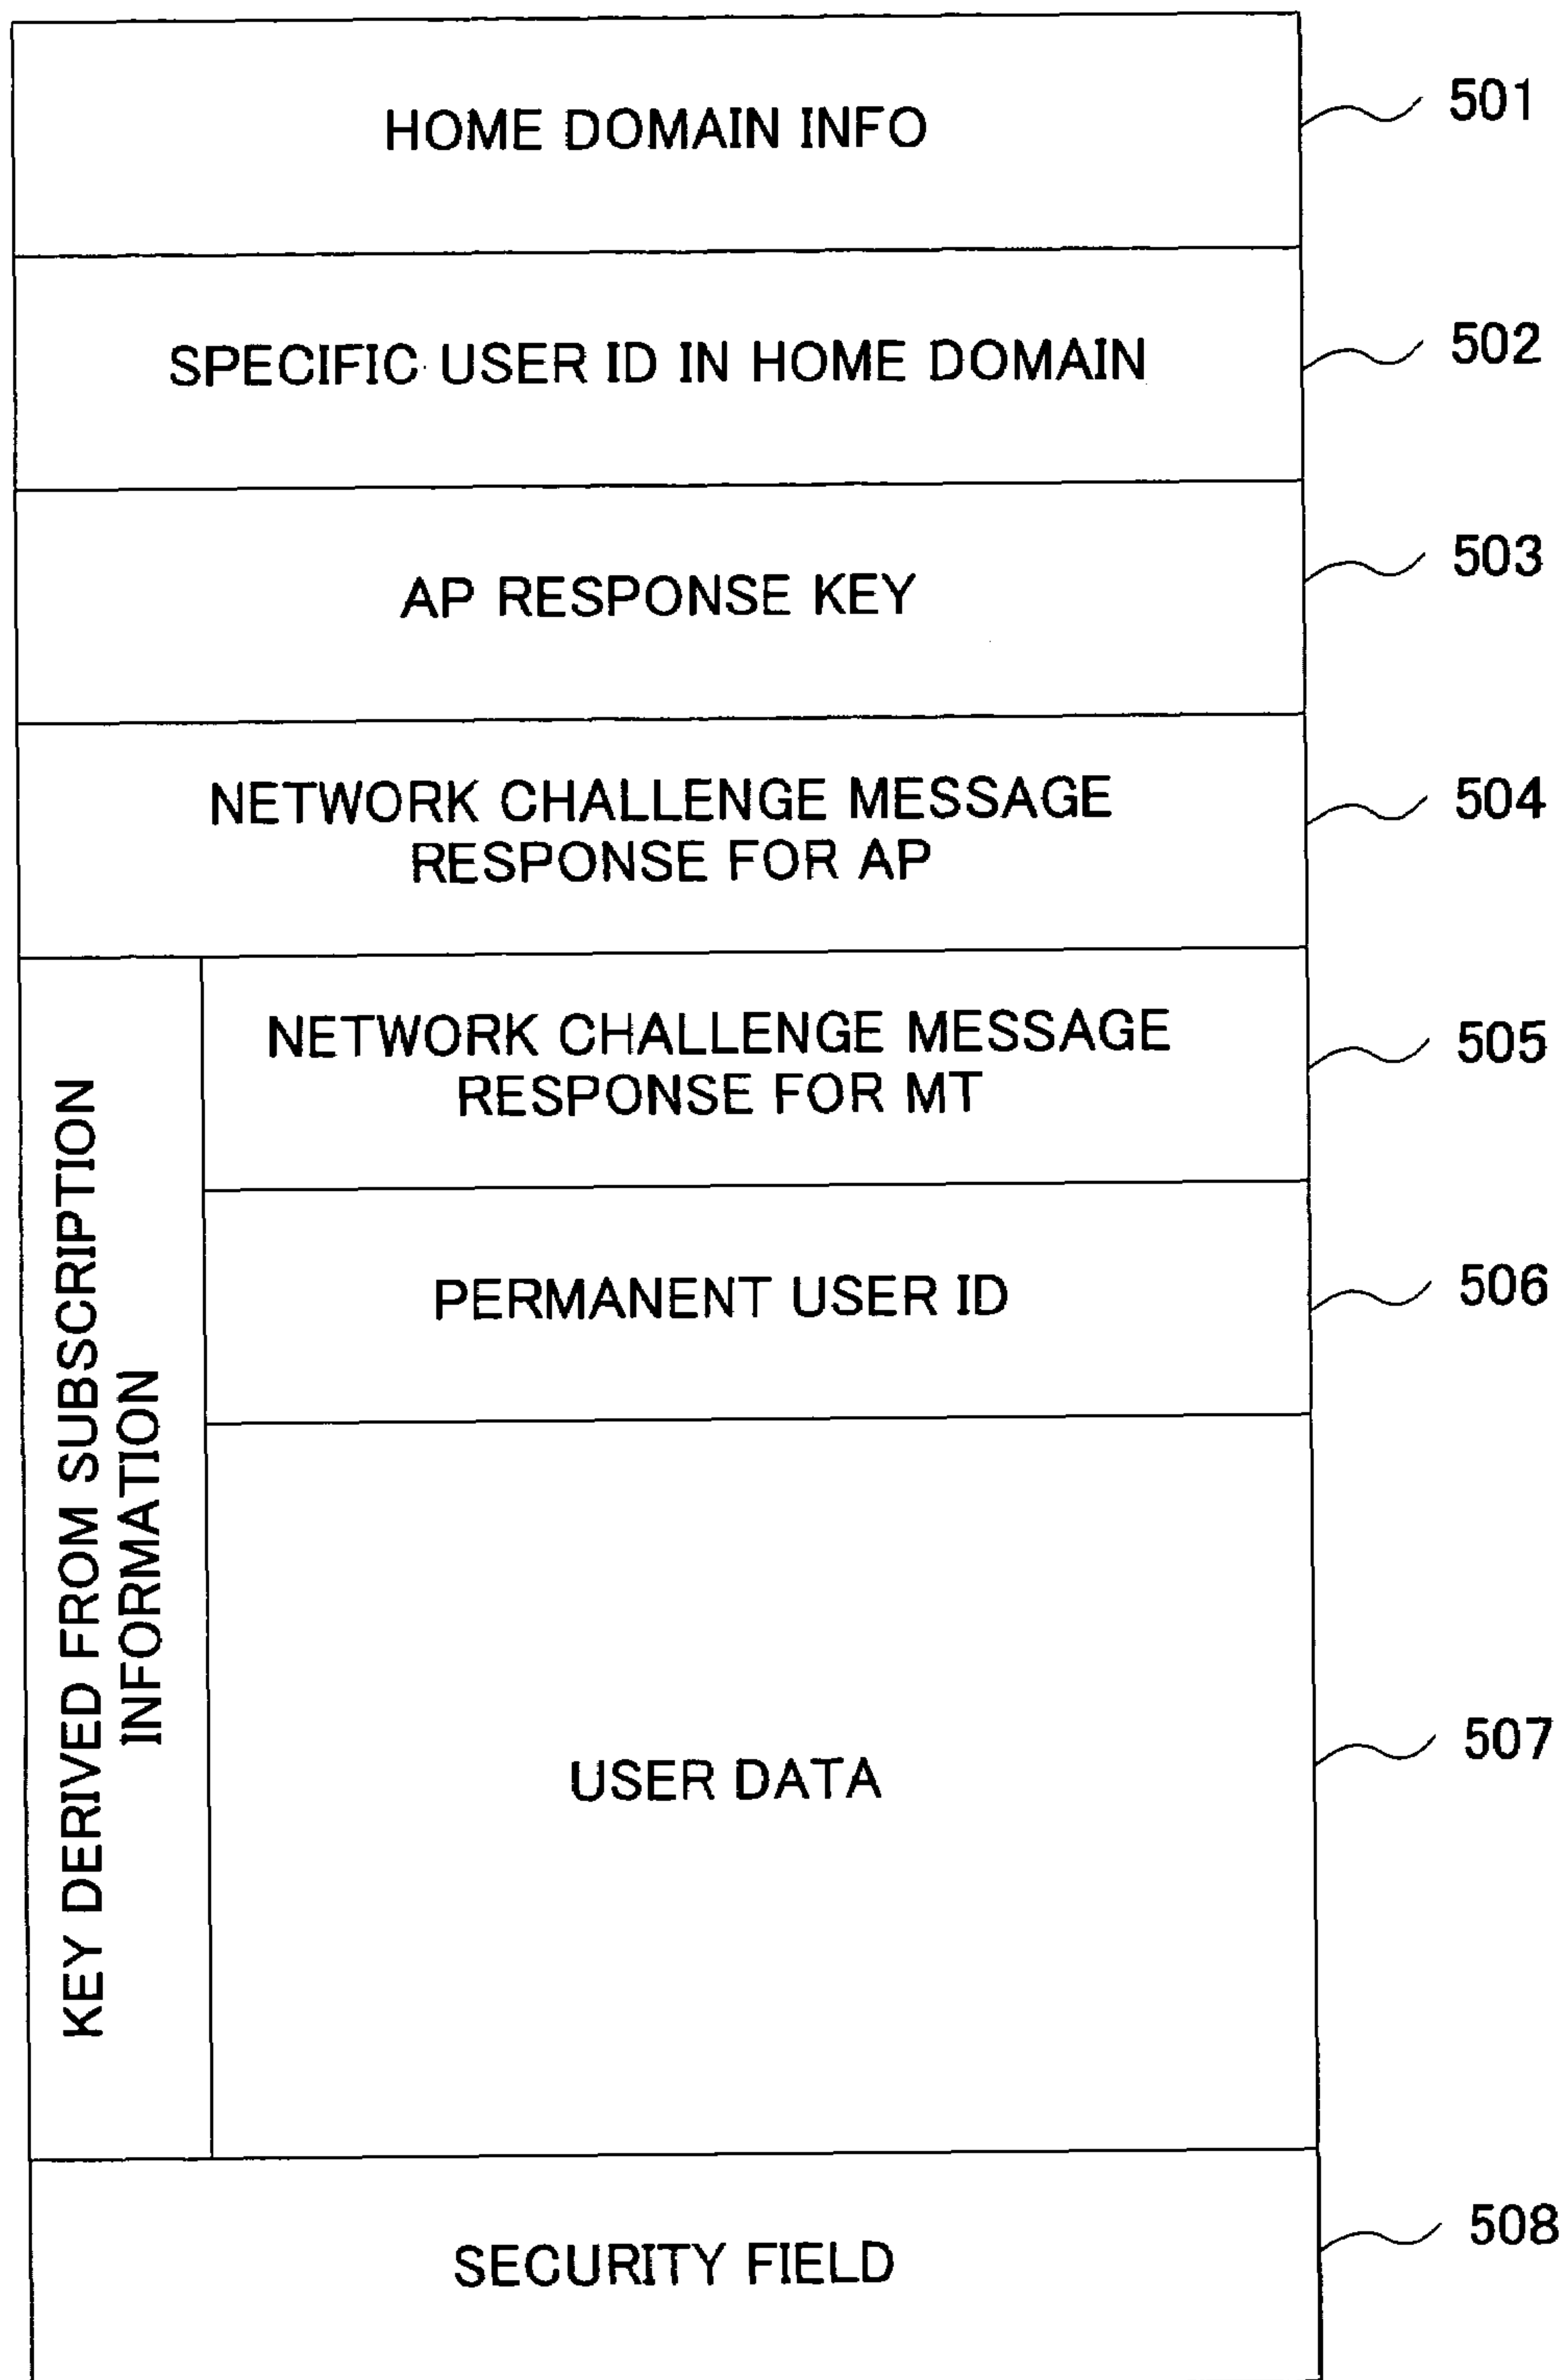 HOME DOMAIN INFO
501
SPECIFIC USER ID IN HOME DOMAIN
502
AP RESPONSE KEY
503
NETWORK CHALLENGE MESSAGE
RESPONSE FOR AP
504
KEY DERIVED FROM SUBSCRIPTION
INFORMATION
NETWORK CHALLENGE MESSAGE
RESPONSE FOR MT
505
PERMANENT USER ID
506
USER DATA
507
SECURITY FIELD
508